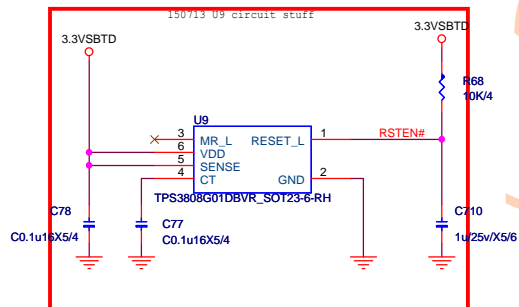 150713 U9 circuit stuff
3.3VSBTD
3.3VSBTD
R68
10K/4
U9
3 MR_L RESET_L 1 RSTEN#
6 VDD
5 SENSE
4 CT GND 2
TPS3808G01DBVR_SOT23-6-RH
C78
C0.1u16X5/4
C77
C0.1u16X5/4
C710
1u/25v/X5/6